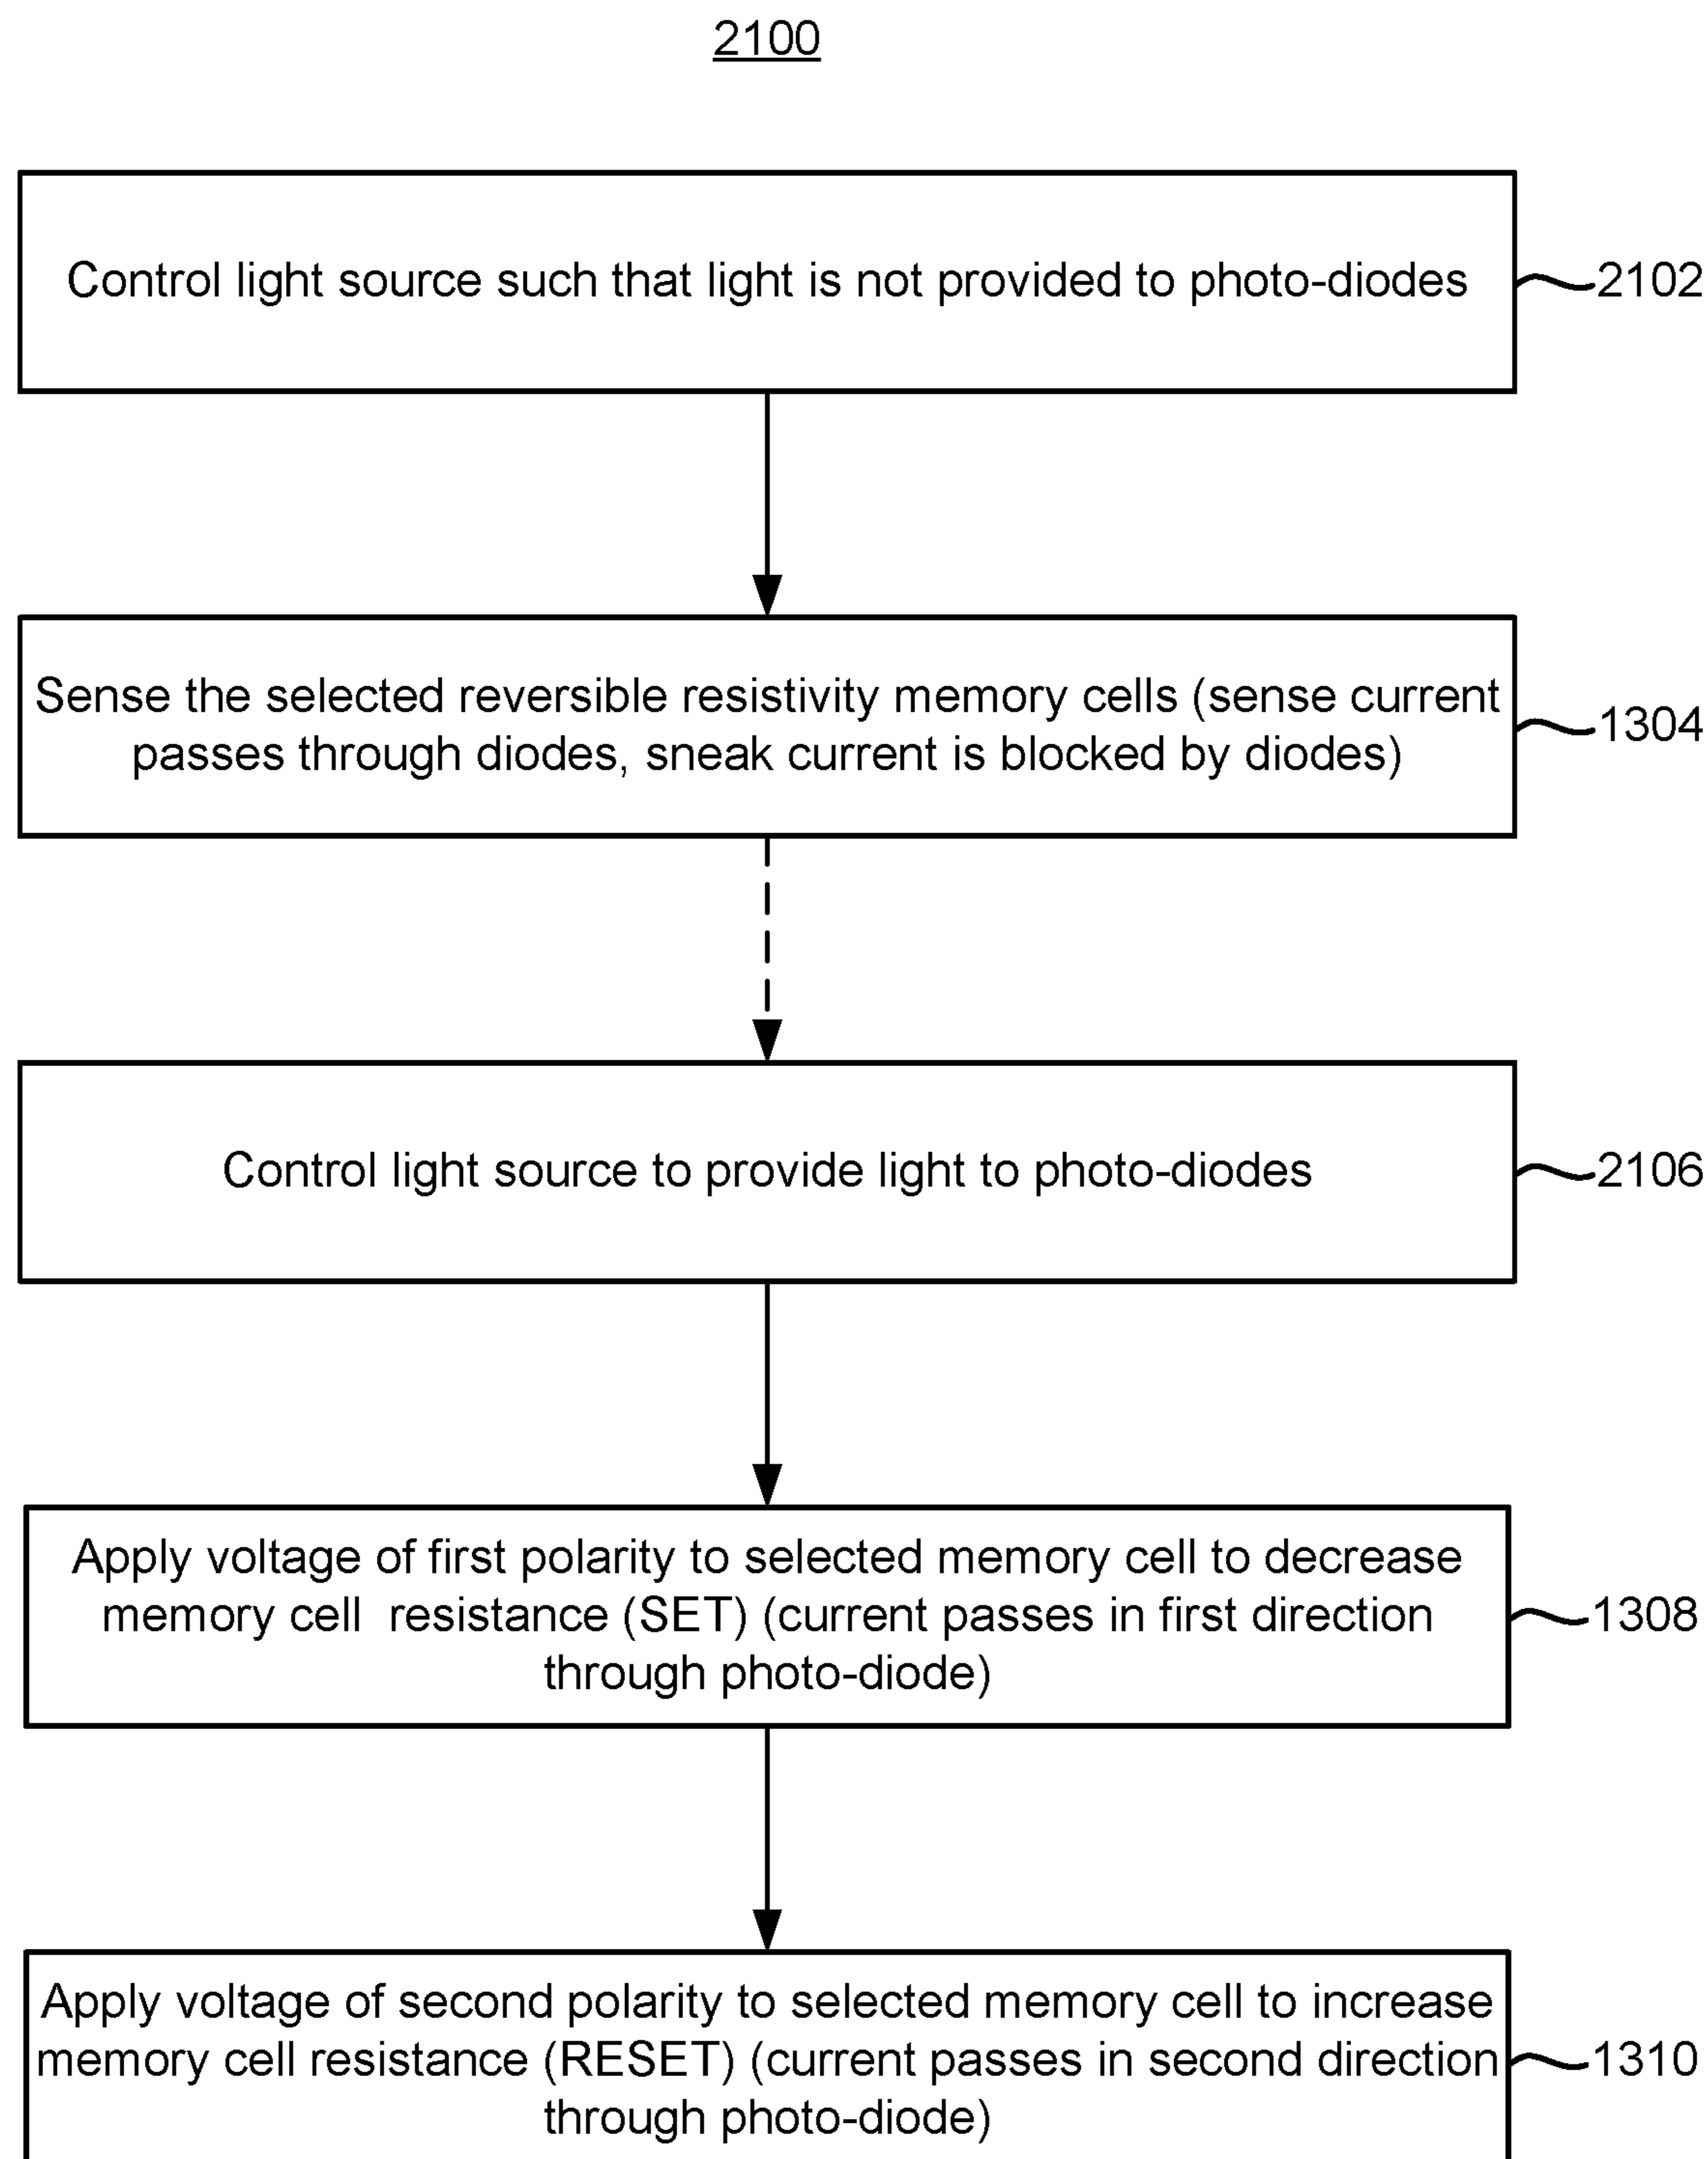 2100
Control light source such that light is not provided to photo-diodes
2102
Sense the selected reversible resistivity memory cells (sense current
passes through diodes, sneak current is blocked by diodes)
1304
Control light source to provide light to photo-diodes
2106
Apply voltage of first polarity to selected memory cell to decrease
memory cell resistance (SET) (current passes in first direction
through photo-diode)
1308
Apply voltage of second polarity to selected memory cell to increase
memory cell resistance (RESET) (current passes in second direction
through photo-diode)
1310